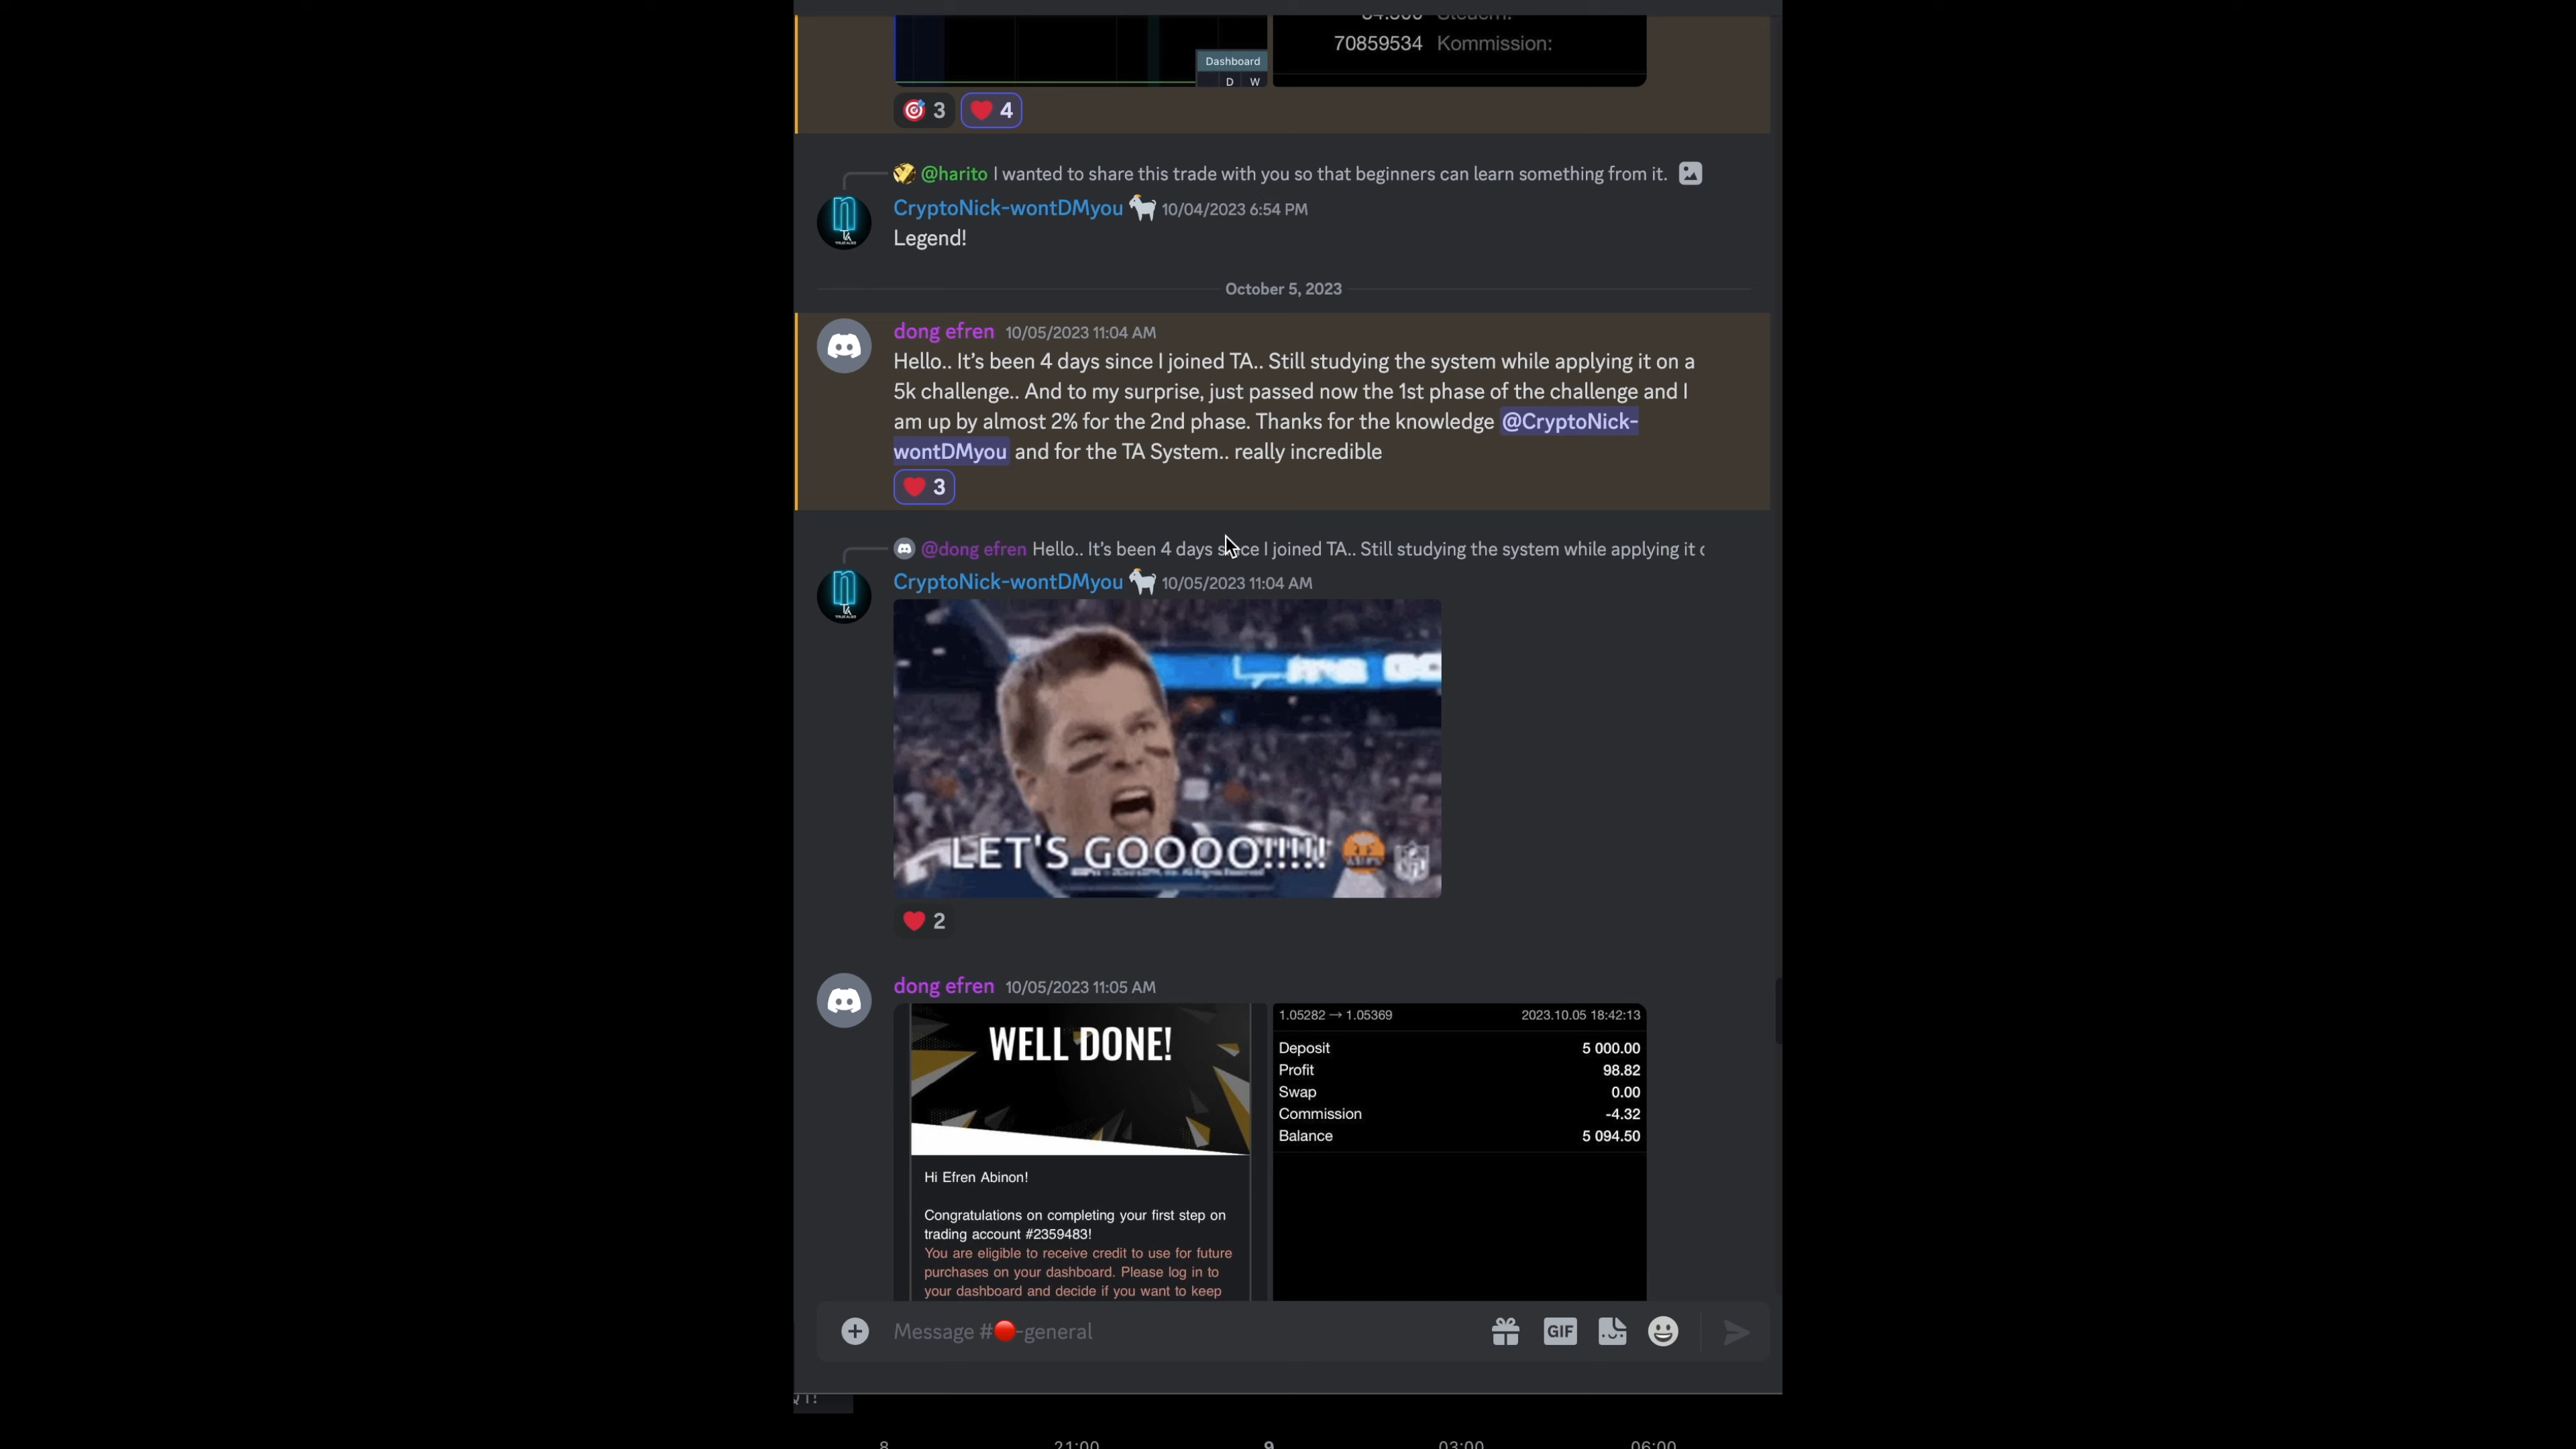 70859534 Kommission:
Dashboard
D W
3 4
@harito I wanted to share this trade with you so that beginners can learn something from it.
CryptoNick-wontDMyou 10/04/2023 6:54 PM
Legend!
October 5, 2023
dong efren 10/05/2023 11:04 AM
Hello.. It's been 4 days since I joined TA.. Still studying the system while applying it on a
5k challenge.. And to my surprise, just passed now the 1st phase of the challenge and I
am up by almost 2% for the 2nd phase. Thanks for the knowledge @CryptoNick-
wontDMyou and for the TA System.. really incredible
3
@dong efren Hello.. It's been 4 days since I joined TA.. Still studying the system while applying it
CryptoNick-wontDMyou 10/05/2023 11:04 AM
LET'S GOOOO!!!!!
2
dong efren 10/05/2023 11:05 AM
WELL DONE!
Hi Efren Abinon!
Congratulations on completing your first step on
trading account #2359483!
You are eligible to receive credit to use for future
purchases on your dashboard. Please log in to
your dashboard and decide if you want to keep
1.05282 → 1.05369 2023.10.05 18:42:13
Deposit 5 000.00
Profit 98.82
Swap 0.00
Commission -4.32
Balance 5 094.50
Message #🔴-general
GIF
8 21:00 9 03:00 06:00